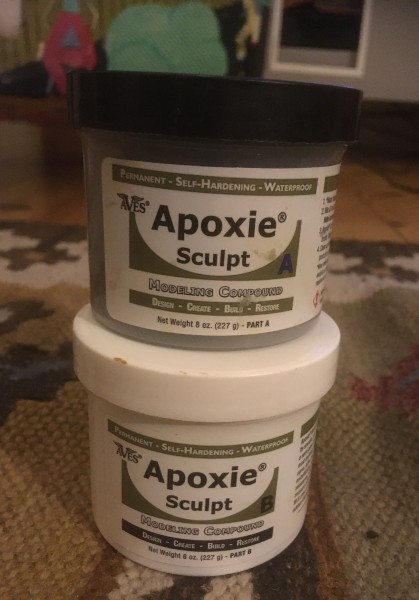 PERMANENT - SELF-HARDENING - WATERPROOF
AVES®
Apoxie®
Sculpt
A
MODELING COMPOUND
DESIGN - CREATE - BUILD - RESTORE
Net Weight 8 oz. (227 g) - PART A
PERMANENT - SELF-HARDENING - WATERPROOF
AVES®
Apoxie®
Sculpt
B
MODELING COMPOUND
DESIGN - CREATE - BUILD - RESTORE
Net Weight 8 oz. (227 g) - PART B